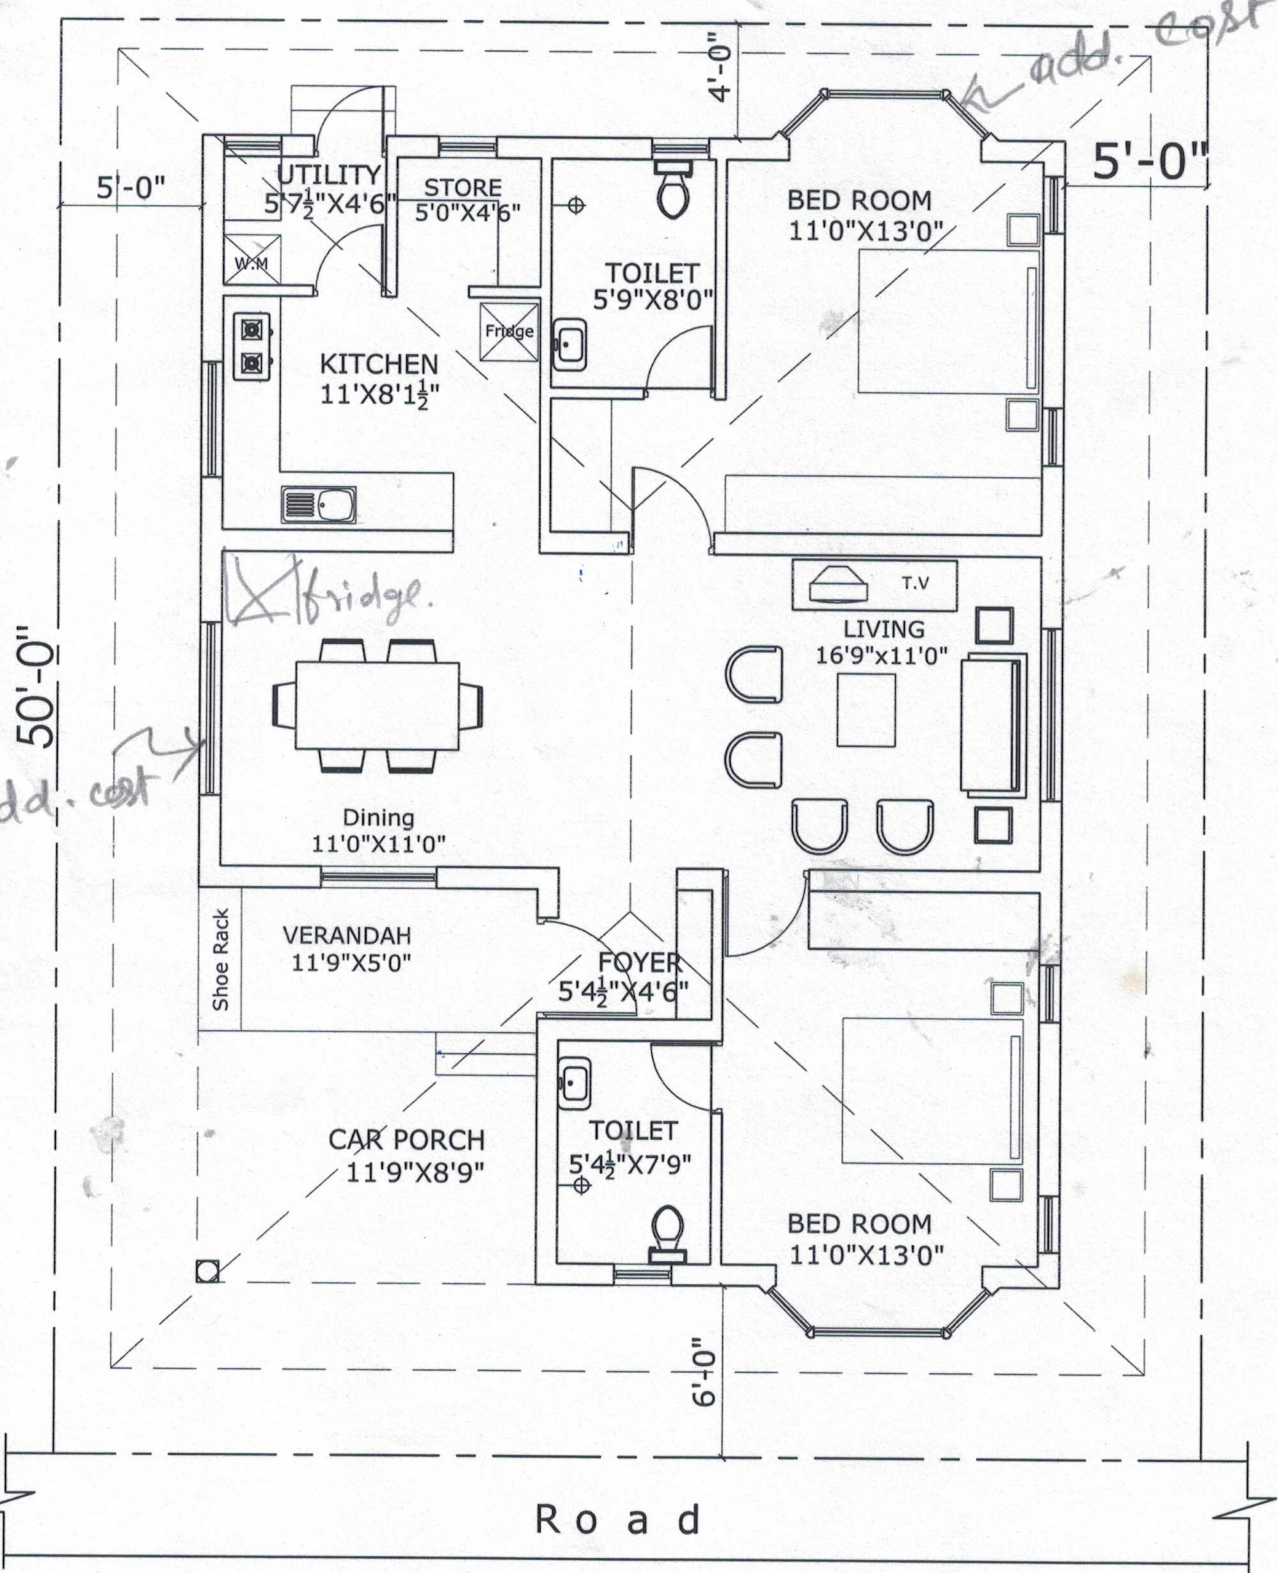 add. cost
4'-0"
5'-0"
5'-0"
UTILITY
5'7½"X4'6"
STORE
5'0"X4'6"
BED ROOM
11'0"X13'0"
W.M
TOILET
5'9"X8'0"
Fridge
KITCHEN
11'X8'1½"
fridge.
T.V
LIVING
16'9"x11'0"
50'-0"
dd. cost
Dining
11'0"X11'0"
Shoe Rack
VERANDAH
11'9"X5'0"
FOYER
5'4½"X4'6"
CAR PORCH
11'9"X8'9"
TOILET
5'4½"X7'9"
BED ROOM
11'0"X13'0"
6'-0"
Road